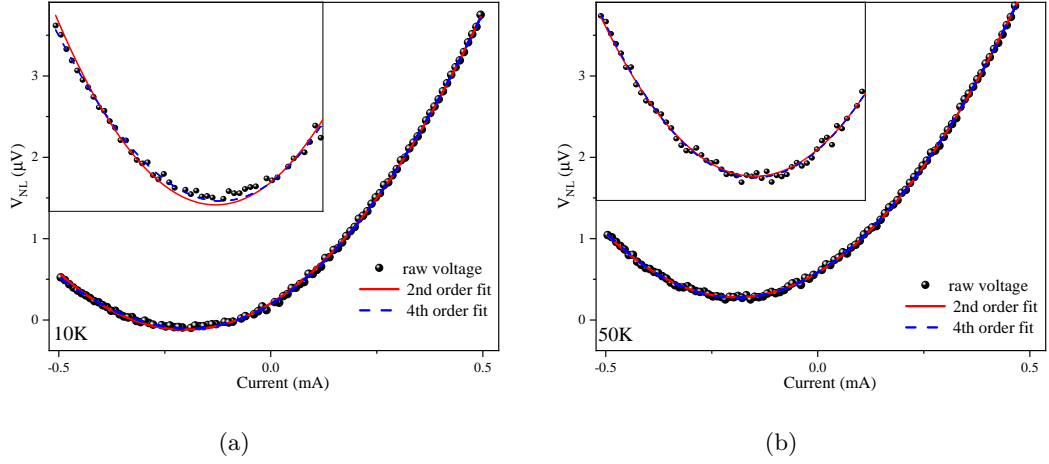 3
2
1
0
V_NL (μV)
raw voltage
2nd order fit
4th order fit
10K
-0.5
0.0
0.5
Current (mA)
(a)
3
2
1
0
V_NL (μV)
raw voltage
2nd order fit
4th order fit
50K
-0.5
0.0
0.5
Current (mA)
(b)